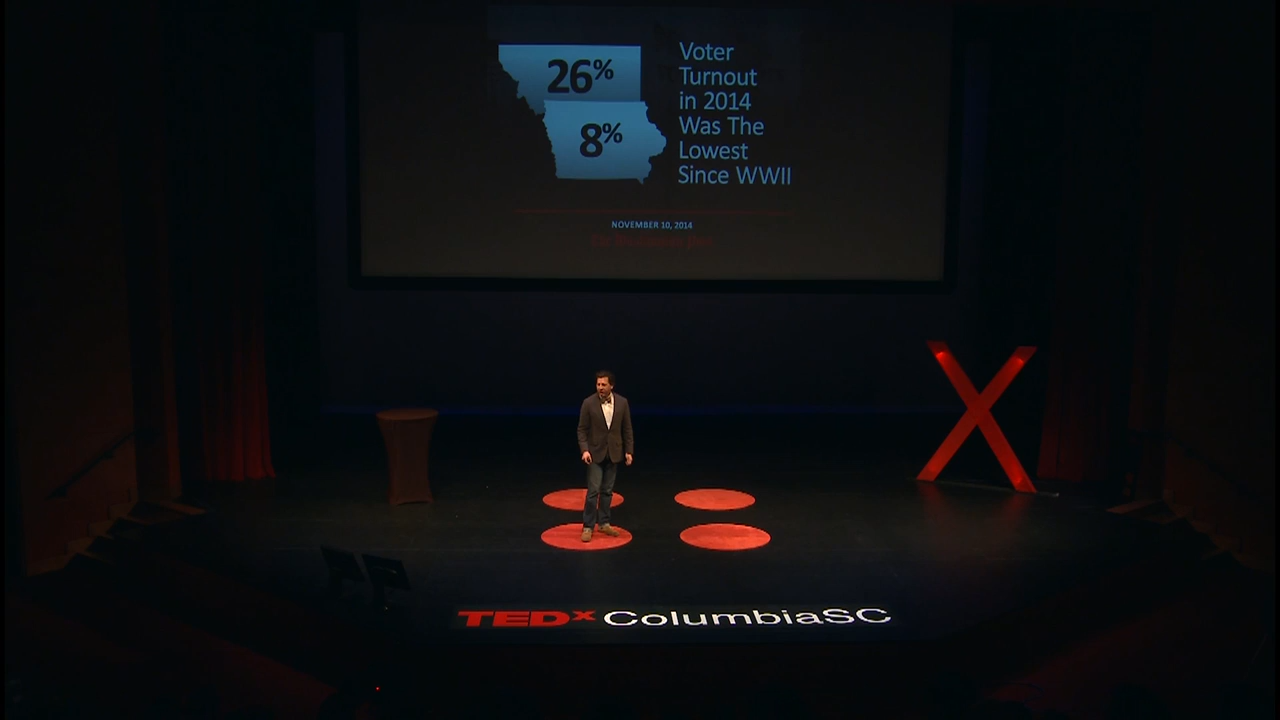 26%
8%
Voter
Turnout
in 2014
Was The
Lowest
Since WWII
NOVEMBER 10, 2014
X
TEDx ColumbiaSC